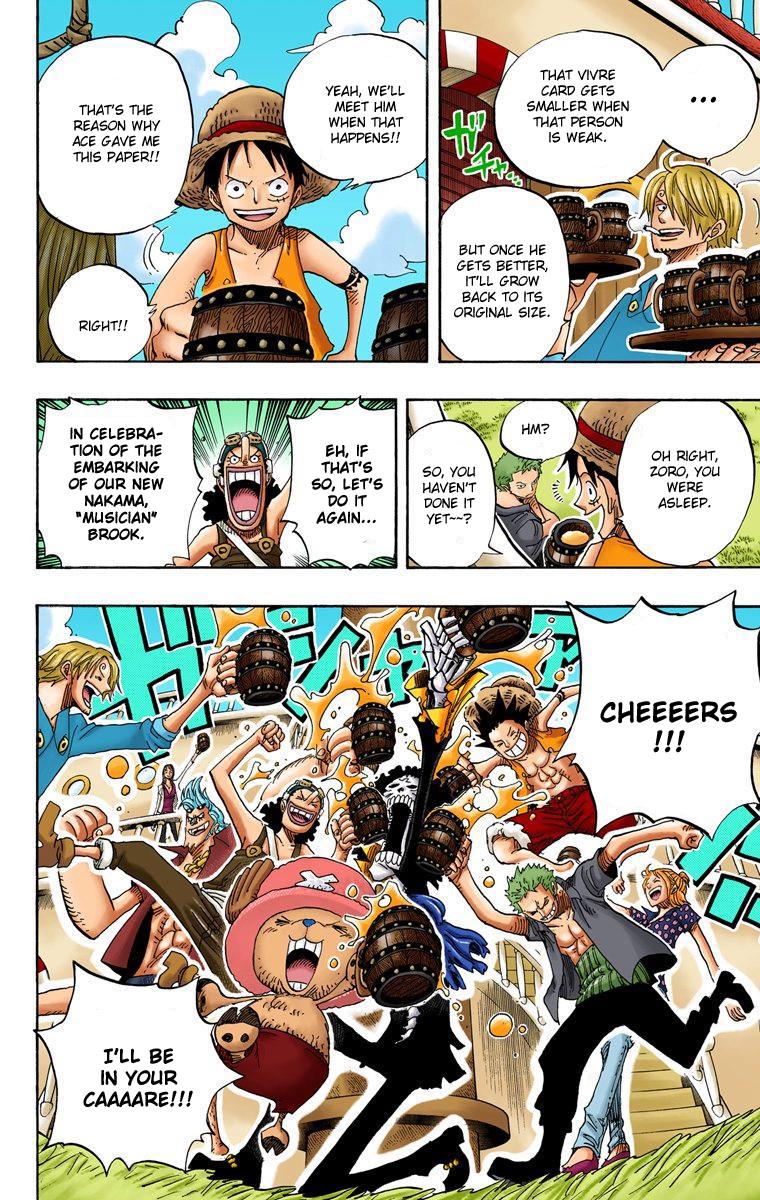 ...
THAT VIVRE
CARD GETS
SMALLER WHEN
THAT PERSON
IS WEAK.
ガチャ...
BUT ONCE HE
GETS BETTER,
IT'LL GROW
BACK TO ITS
ORIGINAL SIZE.
YEAH, WE'LL
MEET HIM
WHEN THAT
HAPPENS!!
THAT'S THE
REASON WHY
ACE GAVE ME
THIS PAPER!!
RIGHT!!
OH RIGHT,
ZORO, YOU
WERE
ASLEEP.
HM?
SO, YOU
HAVEN'T
DONE IT
YET~~?
EH, IF
THAT'S
SO, LET'S
DO IT
AGAIN...
IN CELEBRA-
TION OF THE
EMBARKING
OF OUR NEW
NAKAMA,
"MUSICIAN"
BROOK.
CHEEEERS
!!!
I'LL BE
IN YOUR
CAAAARE!!!